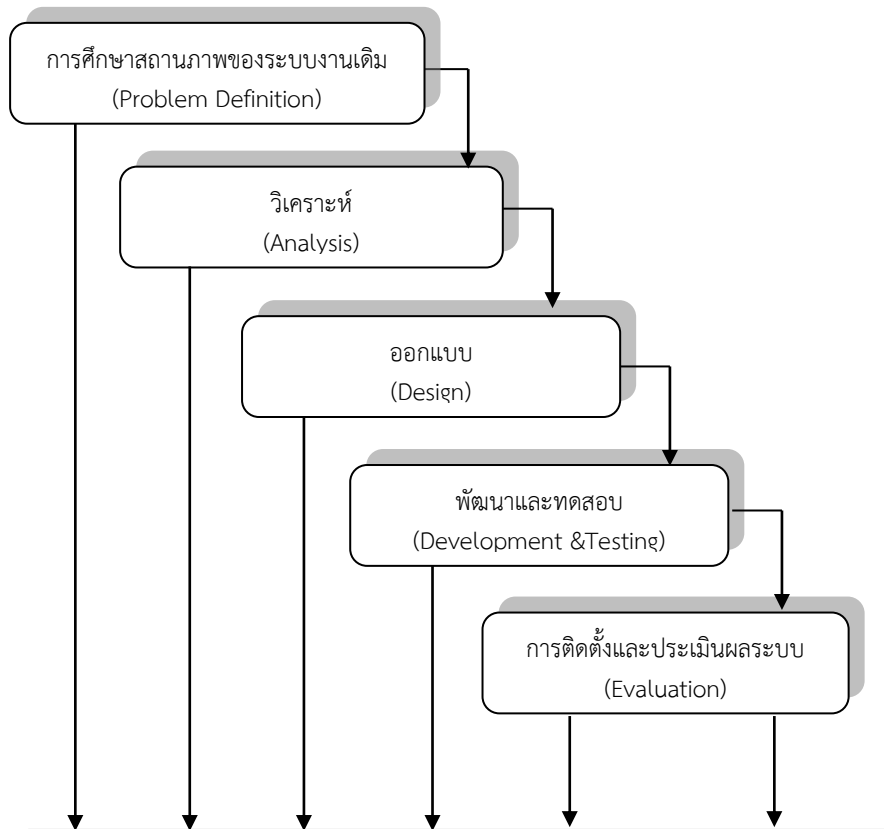 การศึกษาสถานภาพของระบบงานเดิม
(Problem Definition)
วิเคราะห์
(Analysis)
ออกแบบ
(Design)
พัฒนาและทดสอบ
(Development &Testing)
การติดตั้งและประเมินผลระบบ
(Evaluation)